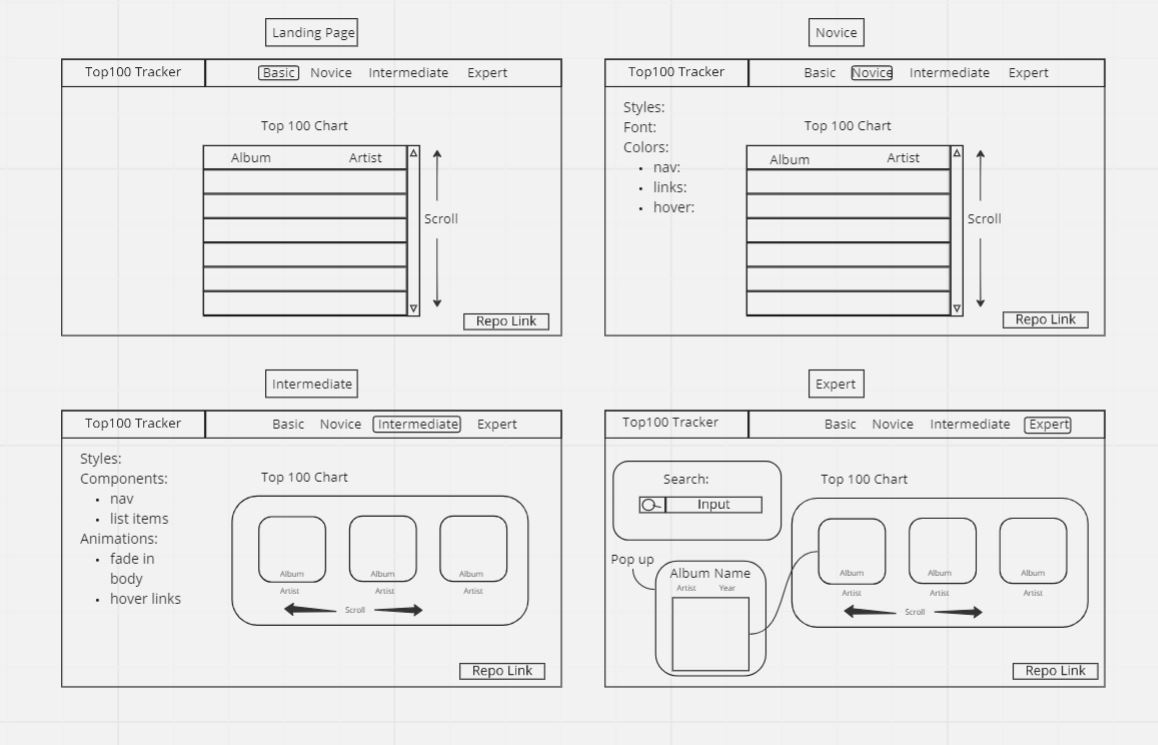 Landing Page
Top100 Tracker
Basic Novice Intermediate Expert
Top 100 Chart
Album Artist
Scroll
Repo Link
Novice
Top100 Tracker
Basic Novice Intermediate Expert
Styles:
Font:
Colors:
• nav:
• links:
• hover:
Top 100 Chart
Album Artist
Scroll
Repo Link
Intermediate
Top100 Tracker
Basic Novice Intermediate Expert
Styles:
Components:
• nav
• list items
Animations:
• fade in
body
• hover links
Top 100 Chart
Album Album Album
Artist Artist Artist
Scroll
Repo Link
Expert
Top100 Tracker
Basic Novice Intermediate Expert
Search:
Input
Pop up
Album Name
Artist Year
Top 100 Chart
Album Album Album
Artist Artist Artist
Scroll
Repo Link